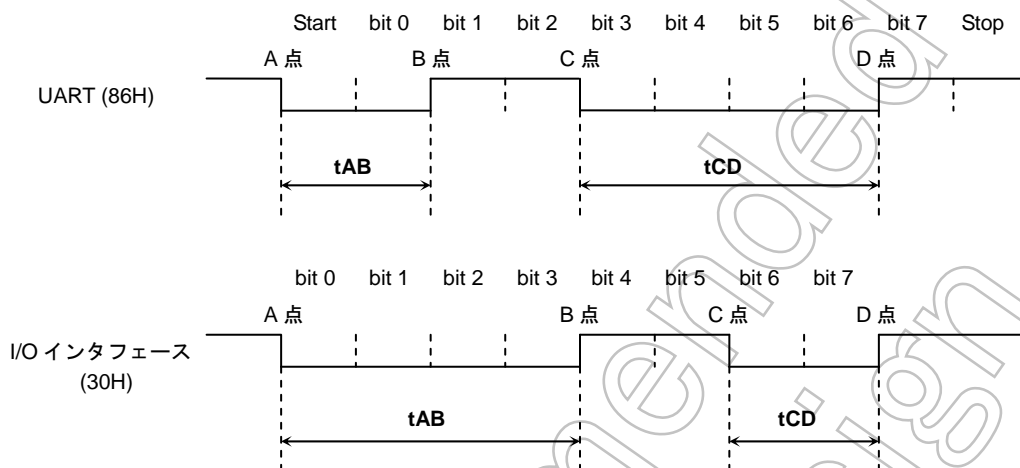 Start bit 0 bit 1 bit 2 bit 3 bit 4 bit 5 bit 6 bit 7 Stop
A 点 B 点 C 点 D 点
UART (86H)
tAB tCD
bit 0 bit 1 bit 2 bit 3 bit 4 bit 5 bit 6 bit 7
A 点 B 点 C 点 D 点
I/O インタフェース
(30H)
tAB tCD